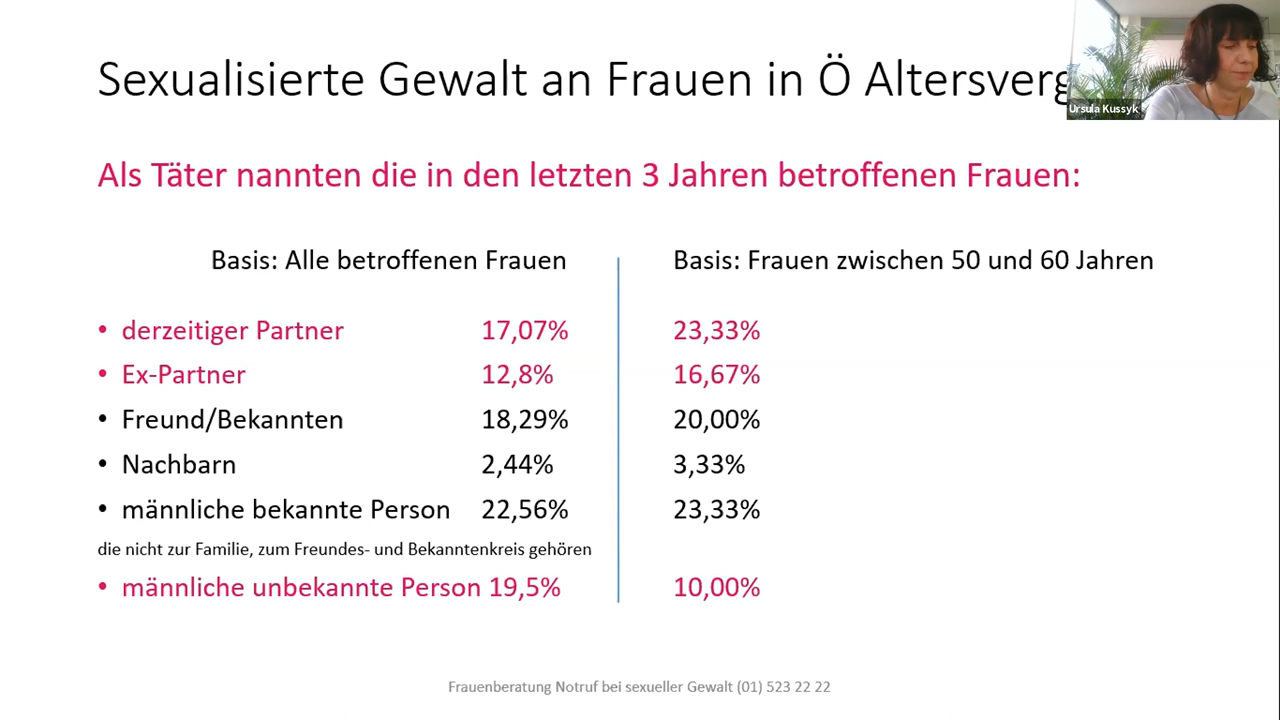 Sexualisierte Gewalt an Frauen in Ö Altersverg
Ursula Kussyk
Als Täter nannten die in den letzten 3 Jahren betroffenen Frauen:
Basis: Alle betroffenen Frauen
Basis: Frauen zwischen 50 und 60 Jahren
• derzeitiger Partner 17,07% 23,33%
• Ex-Partner 12,8% 16,67%
• Freund/Bekannten 18,29% 20,00%
• Nachbarn 2,44% 3,33%
• männliche bekannte Person 22,56% 23,33%
die nicht zur Familie, zum Freundes- und Bekanntenkreis gehören
• männliche unbekannte Person 19,5% 10,00%
Frauenberatung Notruf bei sexueller Gewalt (01) 523 22 22